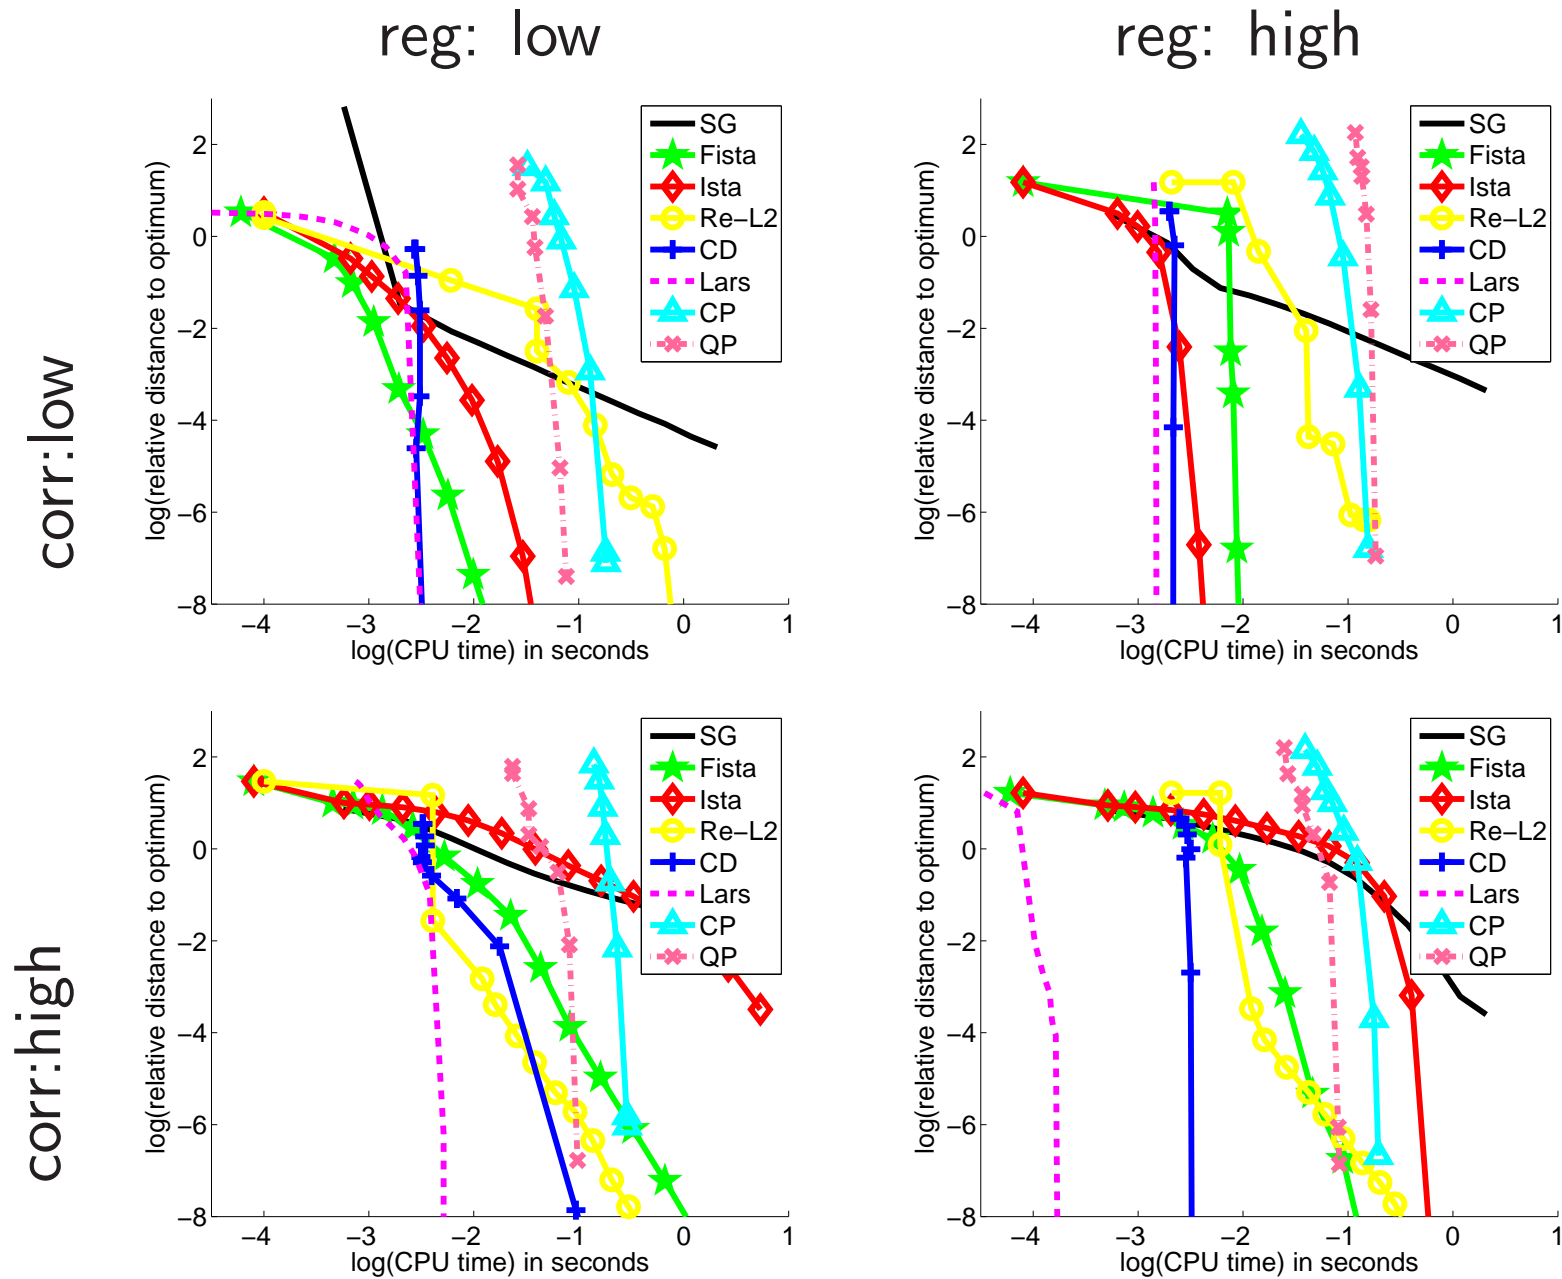 reg: low
reg: high
corr:low
corr:high
log(relative distance to optimum)
2
0
−2
−4
−6
−8
−4
−3
−2
−1
0
1
log(CPU time) in seconds
SG
Fista
Ista
Re−L2
CD
Lars
CP
QP
log(relative distance to optimum)
2
0
−2
−4
−6
−8
−4
−3
−2
−1
0
1
log(CPU time) in seconds
SG
Fista
Ista
Re−L2
CD
Lars
CP
QP
log(relative distance to optimum)
2
0
−2
−4
−6
−8
−4
−3
−2
−1
0
1
log(CPU time) in seconds
SG
Fista
Ista
Re−L2
CD
Lars
CP
QP
log(relative distance to optimum)
2
0
−2
−4
−6
−8
−4
−3
−2
−1
0
1
log(CPU time) in seconds
SG
Fista
Ista
Re−L2
CD
Lars
CP
QP